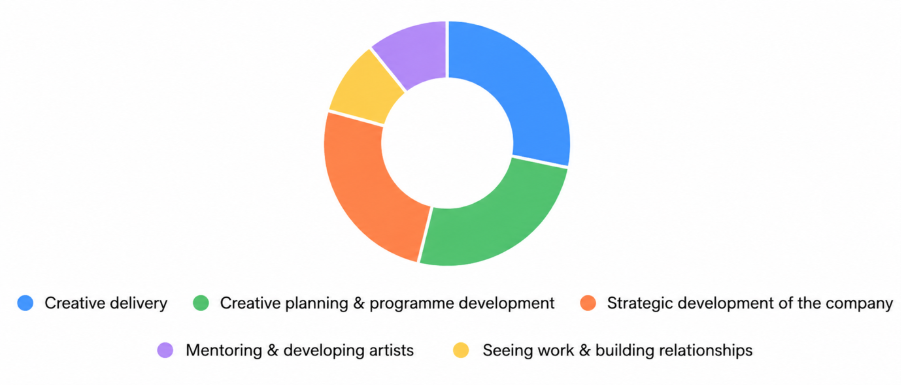 Creative delivery Creative planning & programme development Strategic development of the company
Mentoring & developing artists Seeing work & building relationships